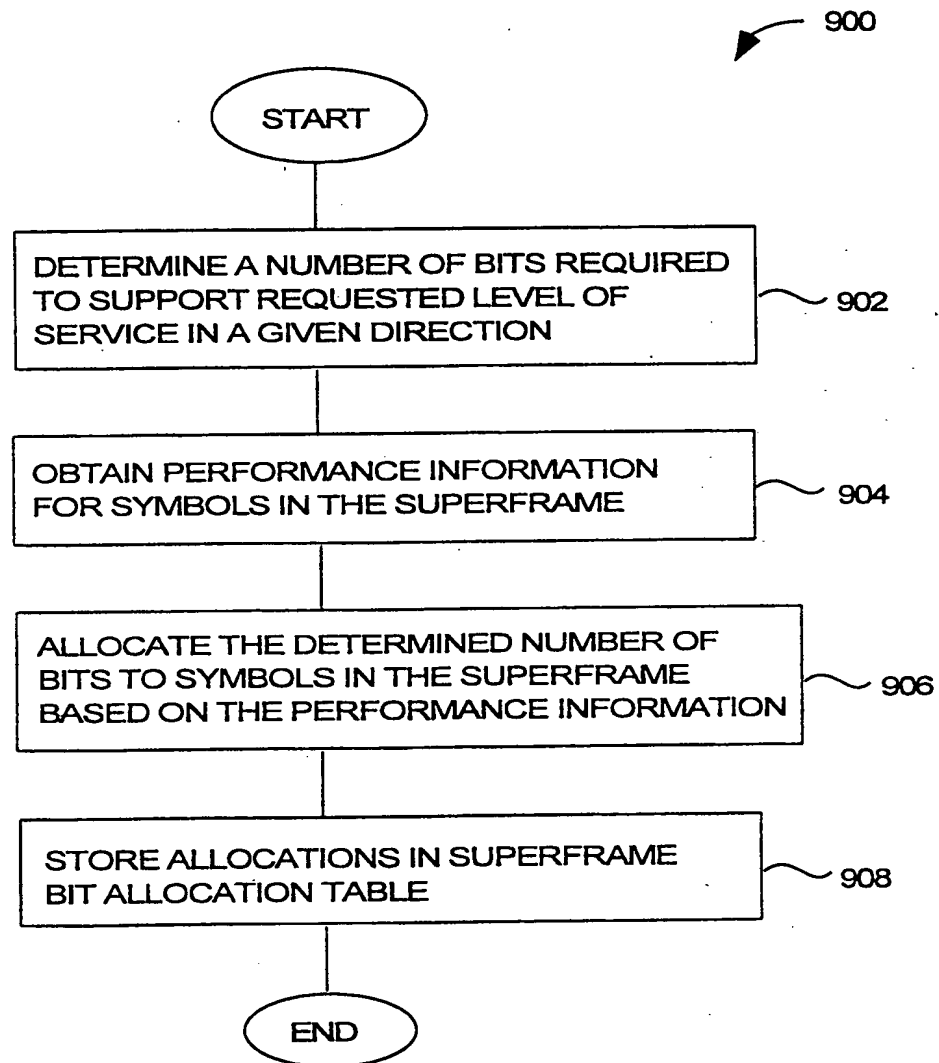 900
START
DETERMINE A NUMBER OF BITS REQUIRED
TO SUPPORT REQUESTED LEVEL OF
SERVICE IN A GIVEN DIRECTION
902
OBTAIN PERFORMANCE INFORMATION
FOR SYMBOLS IN THE SUPERFRAME
904
ALLOCATE THE DETERMINED NUMBER OF
BITS TO SYMBOLS IN THE SUPERFRAME
BASED ON THE PERFORMANCE INFORMATION
906
STORE ALLOCATIONS IN SUPERFRAME
BIT ALLOCATION TABLE
908
END